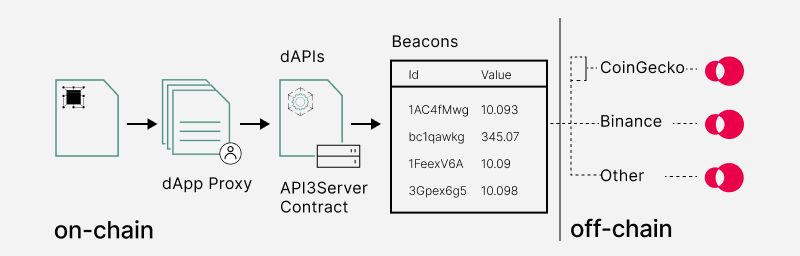 dAPIs
Beacons
Id Value
1AC4fMwg 10.093
bc1qawkg 345.07
1FeexV6A 10.09
3Gpex6g5 10.098
dApp Proxy
API3Server
Contract
on-chain
CoinGecko
Binance
Other
off-chain